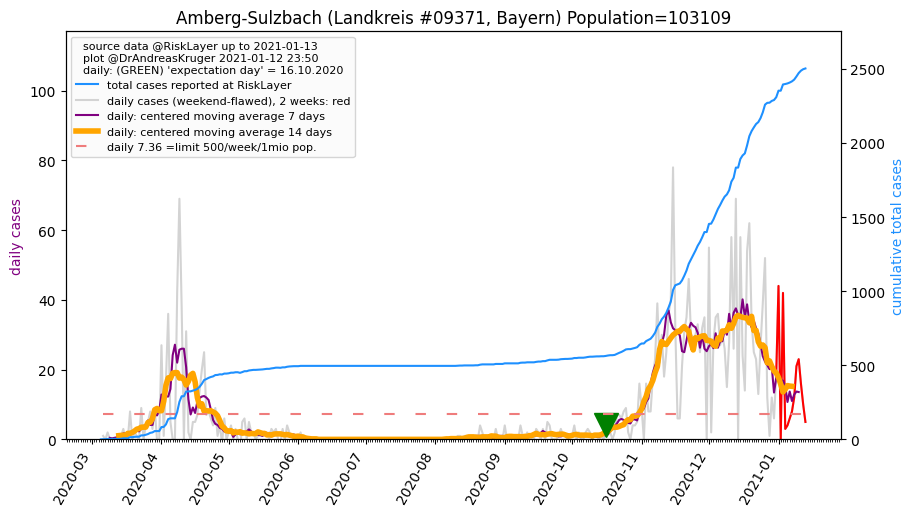 Amberg-Sulzbach (Landkreis #09371, Bayern) Population=103109
source data @RiskLayer up to 2021-01-13
plot @DrAndreasKruger 2021-01-12 23:50
daily: (GREEN) 'expectation day' = 16.10.2020
total cases reported at RiskLayer
daily cases (weekend-flawed), 2 weeks: red
daily: centered moving average 7 days
daily: centered moving average 14 days
daily 7.36 =limit 500/week/1mio pop.
daily cases
100
80
60
40
20
0
cumulative total cases
2500
2000
1500
1000
500
0
2020-03
2020-04
2020-05
2020-06
2020-07
2020-08
2020-09
2020-10
2020-11
2020-12
2021-01